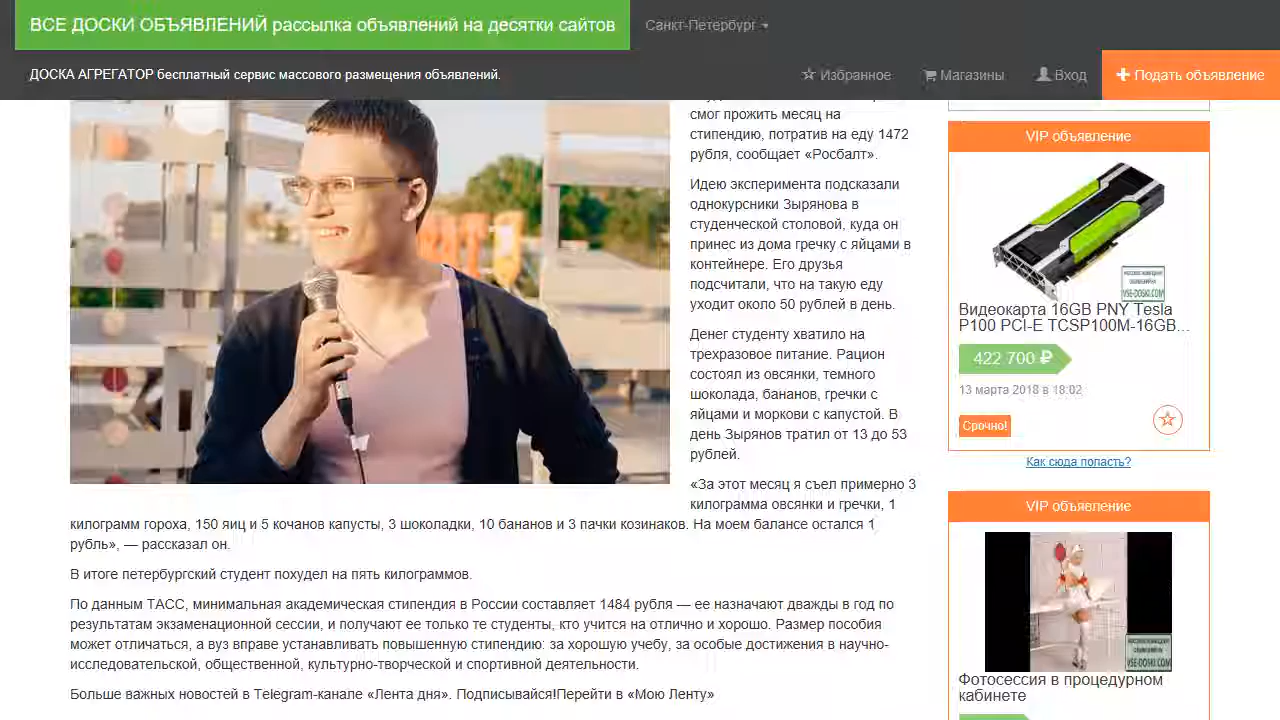 ВСЕ ДОСКИ ОБЪЯВЛЕНИЙ рассылка объявлений на десятки сайтов
Санкт-Петербург
ДОСКА АГРЕГАТОР бесплатный сервис массового размещения объявлений.
Избранное
Магазины
Вход
Подать объявление
смог прожить месяц на
стипендию, потратив на еду 1472
рубля, сообщает «Росбалт».
Идею эксперимента подсказали
однокурсники Зырянова в
студенческой столовой, куда он
принес из дома гречку с яйцами в
контейнере. Его друзья
подсчитали, что на такую еду
уходит около 50 рублей в день.
Денег студенту хватило на
трехразовое питание. Рацион
состоял из овсянки, темного
шоколада, бананов, гречки с
яйцами и моркови с капустой. В
день Зырянов тратил от 13 до 53
рублей.
«За этот месяц я съел примерно 3
килограмма овсянки и гречки, 1
килограмм гороха, 150 яиц и 5 кочанов капусты, 3 шоколадки, 10 бананов и 3 пачки козинаков. На моем балансе остался 1
рубль», — рассказал он.
В итоге петербургский студент похудел на пять килограммов.
По данным ТАСС, минимальная академическая стипендия в России составляет 1484 рубля — ее назначают дважды в год по
результатам экзаменационной сессии, и получают ее только те студенты, кто учится на отлично и хорошо. Размер пособия
может отличаться, а вуз вправе устанавливать повышенную стипендию: за хорошую учебу, за особые достижения в научно-
исследовательской, общественной, культурно-творческой и спортивной деятельности.
Больше важных новостей в Telegram-канале «Лента дня». Подписывайся!Перейти в «Мою Ленту»
VIP объявление
VSE-DOSKI.COM
Видеокарта 16GB PNY Tesla
P100 PCI-E TCSP100M-16GB...
422 700 ₽
13 марта 2018 в 18:02
Срочно!
Как сюда попасть?
VIP объявление
VSE-DOSKI.COM
Фотосессия в процедурном
кабинете